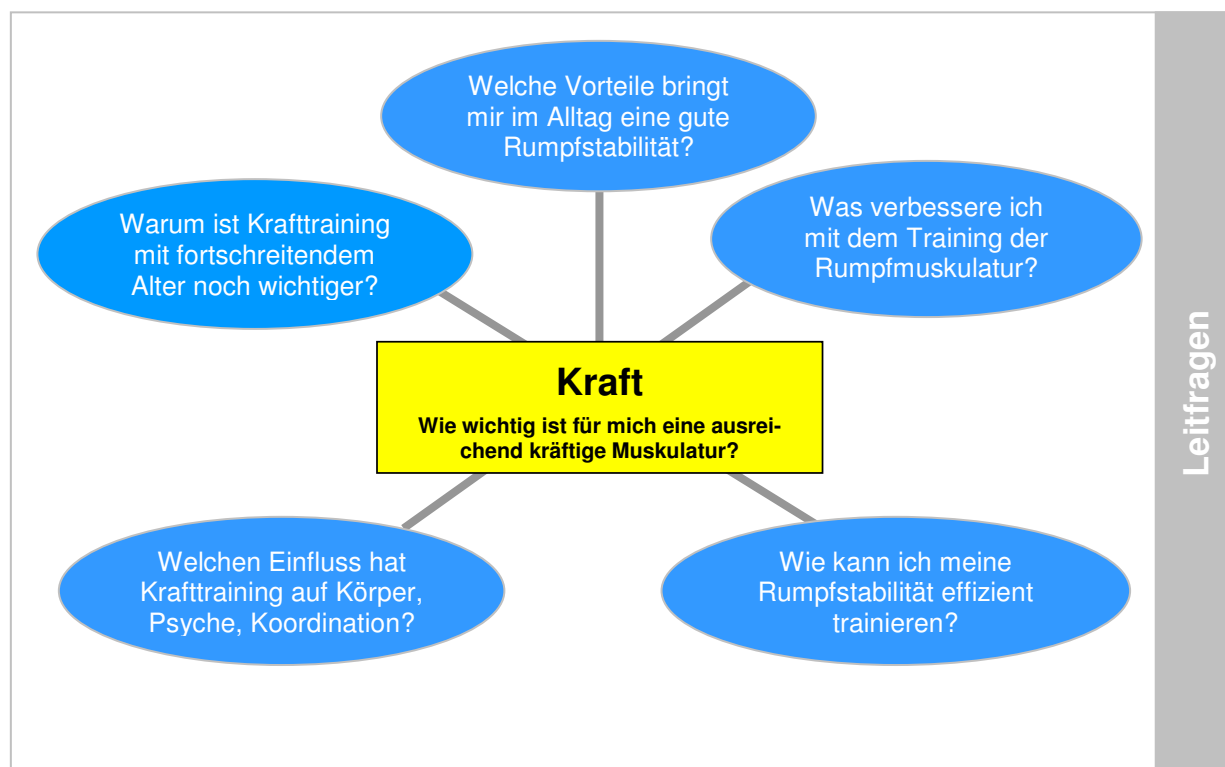 Welche Vorteile bringt
mir im Alltag eine gute
Rumpfstabilität?
Warum ist Krafttraining
mit fortschreitendem
Alter noch wichtiger?
Was verbessere ich
mit dem Training der
Rumpfmuskulatur?
Kraft
Wie wichtig ist für mich eine ausrei-
chend kräftige Muskulatur?
Welchen Einfluss hat
Krafttraining auf Körper,
Psyche, Koordination?
Wie kann ich meine
Rumpfstabilität effizient
trainieren?
Leitfragen